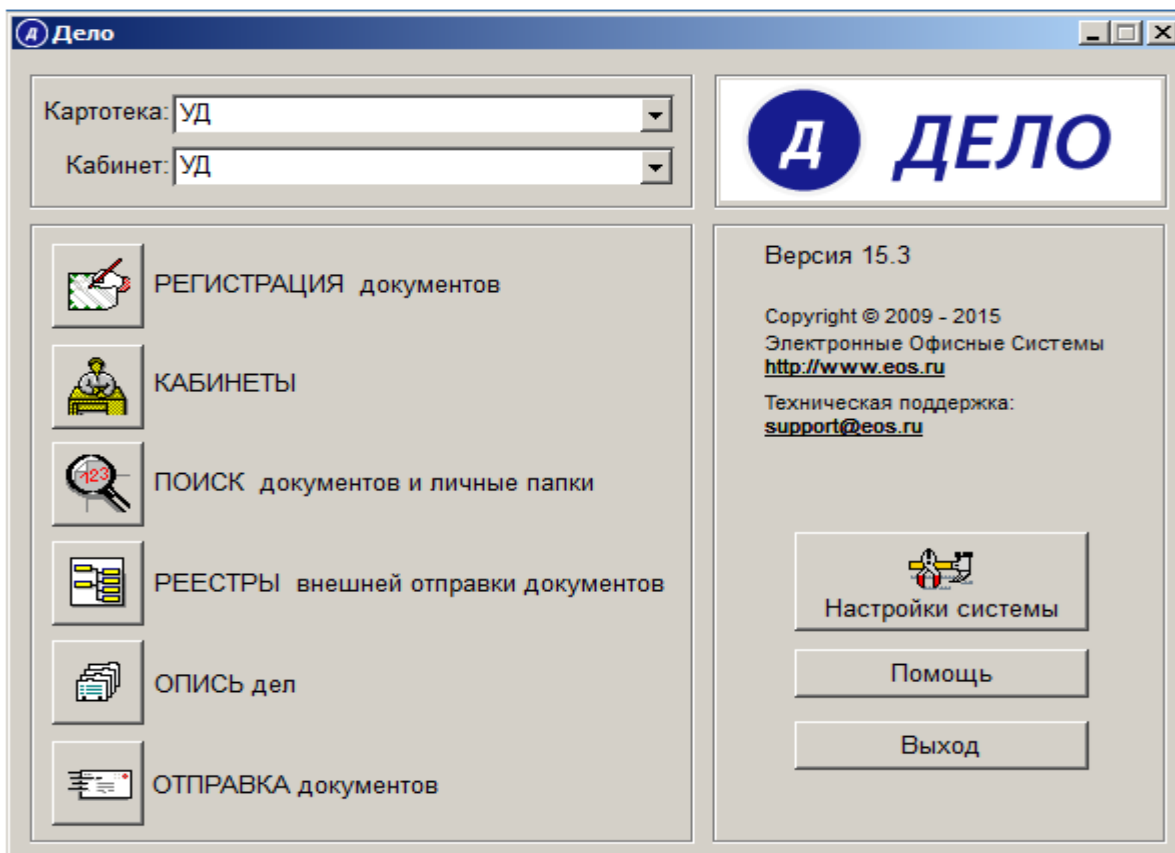 Дело
Картотека: УД
Кабинет: УД
Д ДЕЛО
РЕГИСТРАЦИЯ документов
КАБИНЕТЫ
123
ПОИСК документов и личные папки
РЕЕСТРЫ внешней отправки документов
ОПИСЬ дел
ОТПРАВКА документов
Версия 15.3
Copyright © 2009 - 2015
Электронные Офисные Системы
http://www.eos.ru
Техническая поддержка:
support@eos.ru
Настройки системы
Помощь
Выход